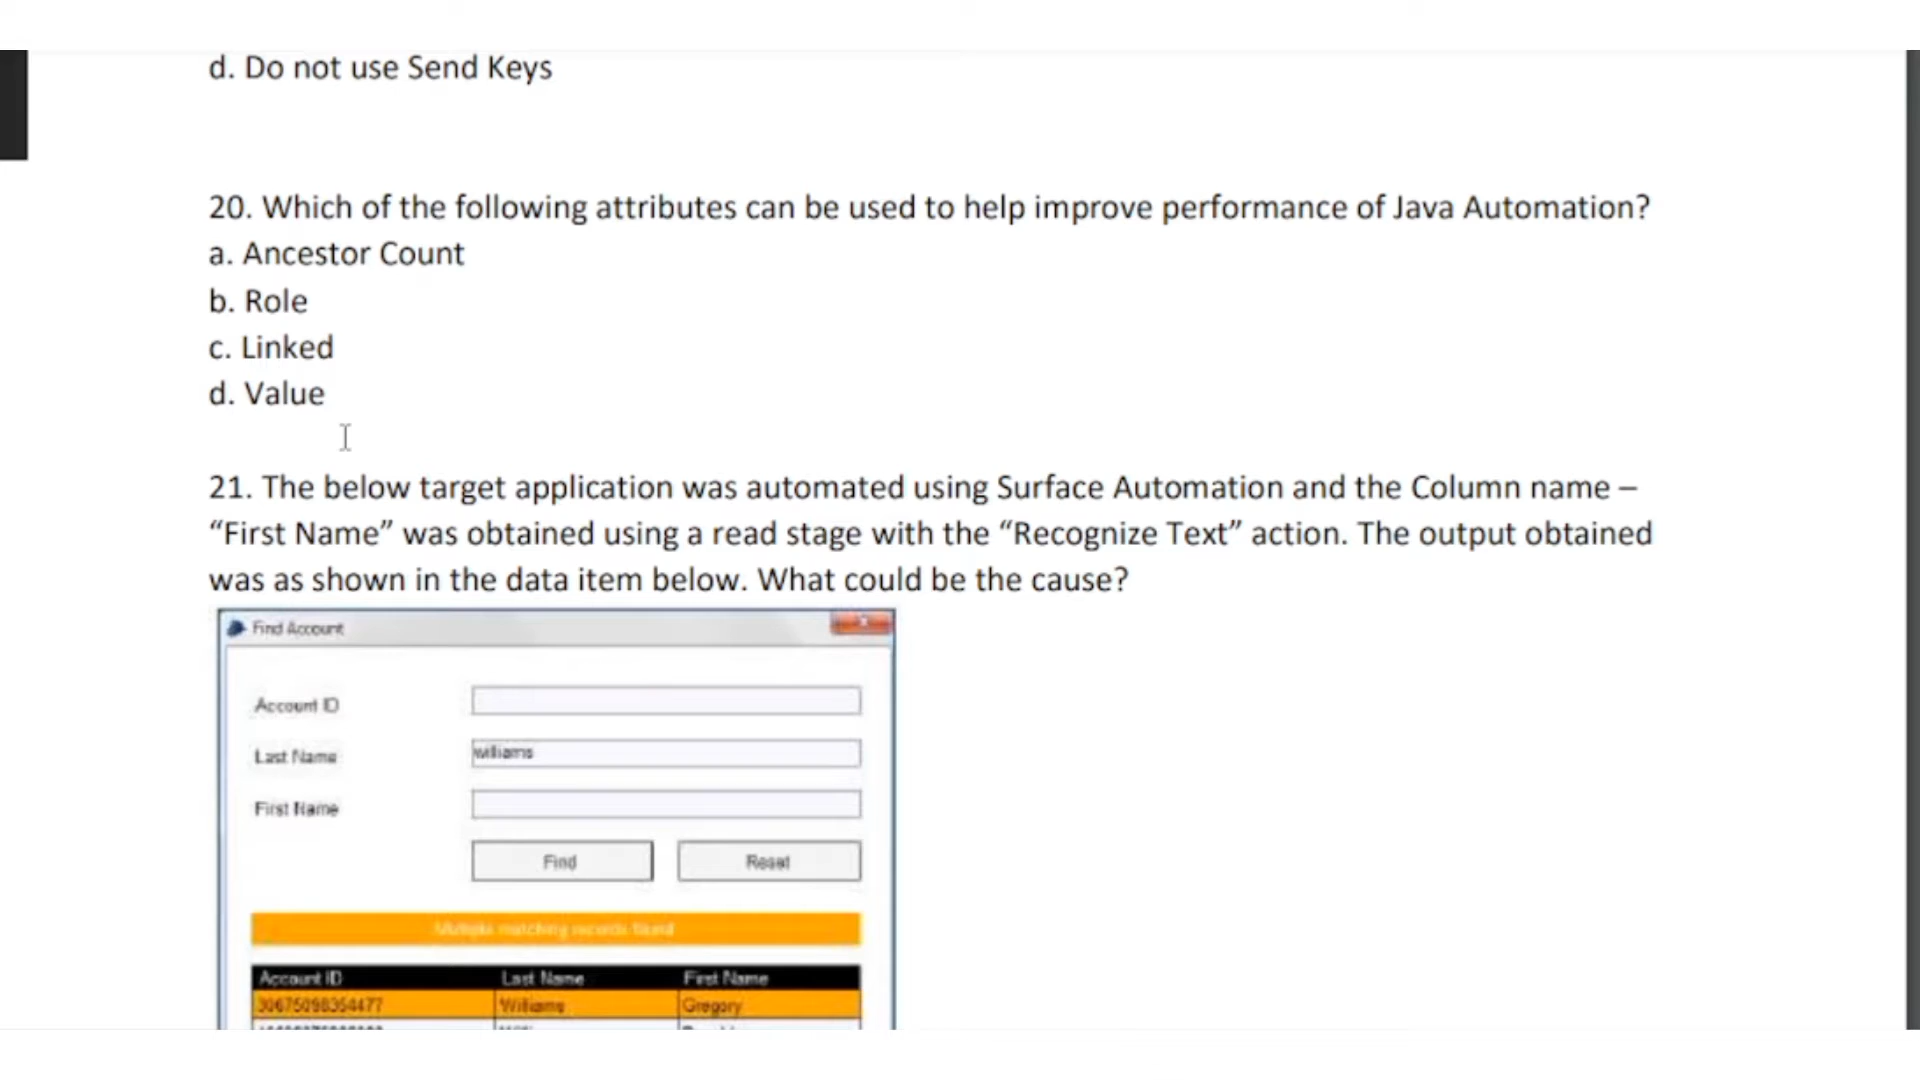 d. Do not use Send Keys
20. Which of the following attributes can be used to help improve performance of Java Automation?
a. Ancestor Count
b. Role
c. Linked
d. Value
21. The below target application was automated using Surface Automation and the Column name –
“First Name” was obtained using a read stage with the “Recognize Text” action. The output obtained
was as shown in the data item below. What could be the cause?
Find Account
Account ID
Last Name williams
First Name
Find Reset
Multiple matching records found
Account ID Last Name First Name
30675098354477 Williams Gregory